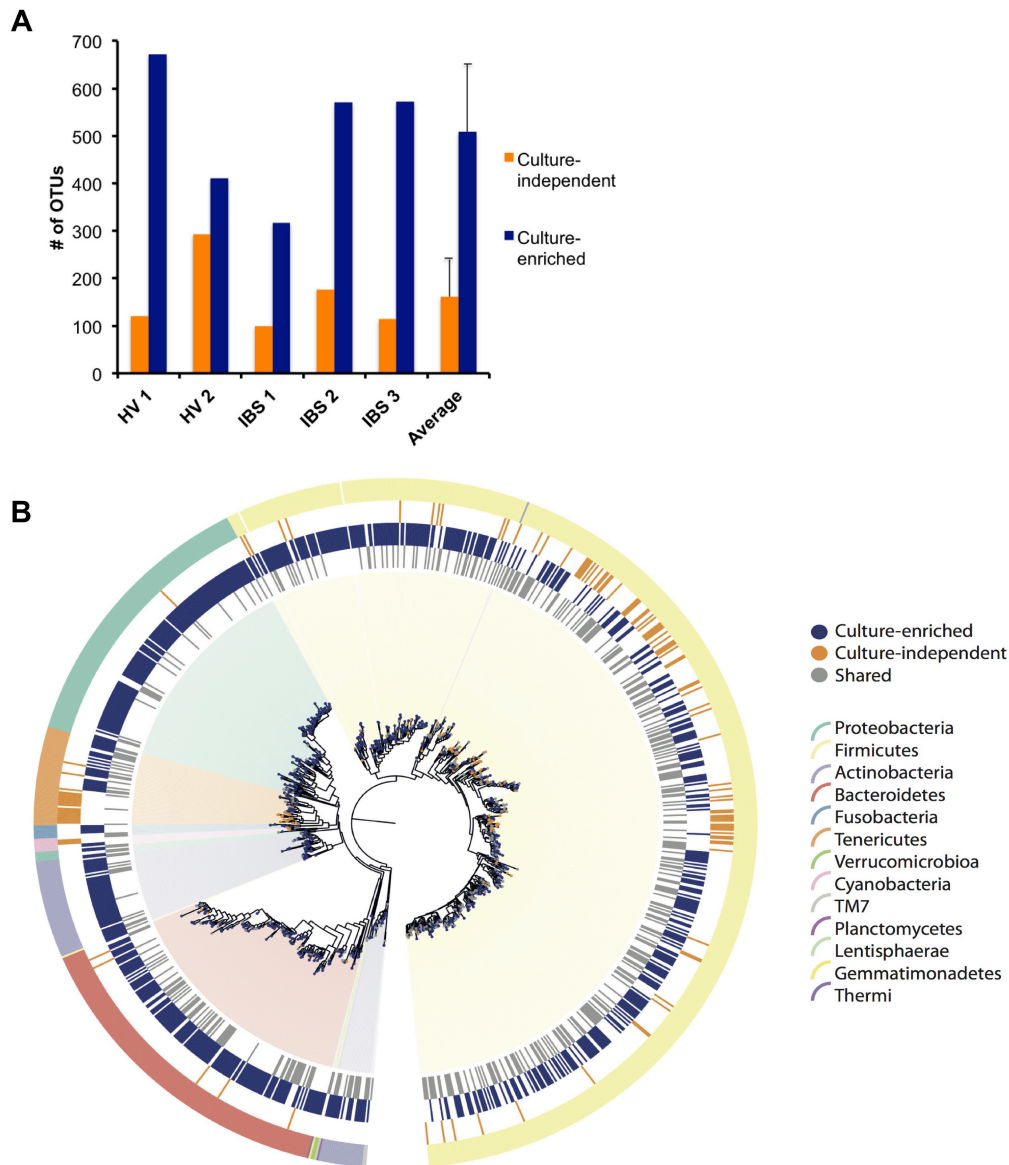 A
700
600
500
400
300
200
100
0
# of OTUs
HV 1
HV 2
IBS 1
IBS 2
IBS 3
Average
Culture-
independent
Culture-
enriched
B
Culture-enriched
Culture-independent
Shared
Proteobacteria
Firmicutes
Actinobacteria
Bacteroidetes
Fusobacteria
Tenericutes
Verrucomicrobioa
Cyanobacteria
TM7
Planctomycetes
Lentisphaerae
Gemmatimonadetes
Thermi